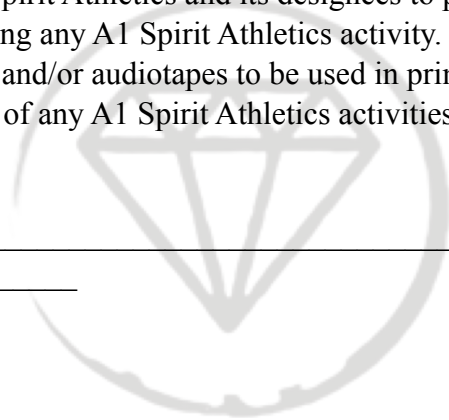 Spirit Athletics and its designees to p
ng any A1 Spirit Athletics activity.
and/or audiotapes to be used in prin
of any A1 Spirit Athletics activities